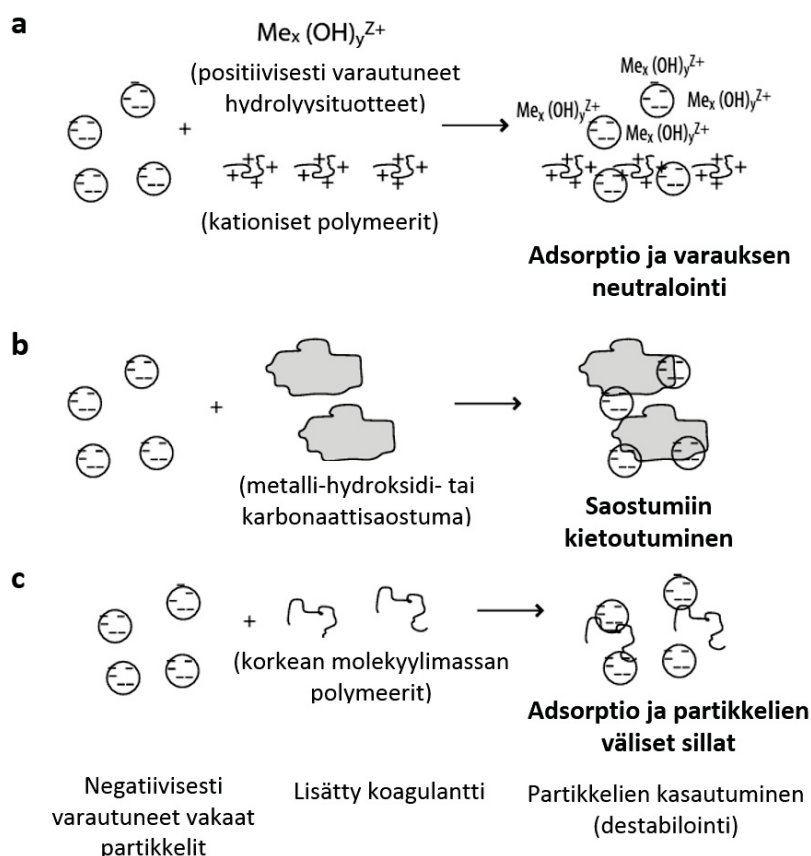 a
Meₓ (OH)ᵧᶻ⁺
(positiivisesti varautuneet
hydrolyysituotteet)
+
(kationiset polymeerit)
Meₓ (OH)ᵧᶻ⁺
Meₓ (OH)ᵧᶻ⁺
Meₓ (OH)ᵧᶻ⁺
Meₓ (OH)ᵧᶻ⁺
Adsorptio ja varauksen
neutralointi
b
+
(metalli-hydroksidi- tai
karbonaattisaostuma)
Saostumiin
kietoutuminen
c
+
(korkean molekyylimassan
polymeerit)
Adsorptio ja partikkelien
väliset sillat
Negatiivisesti
varautuneet vakaat
partikkelit
Lisätty koagulantti
Partikkelien kasautuminen
(destabilointi)